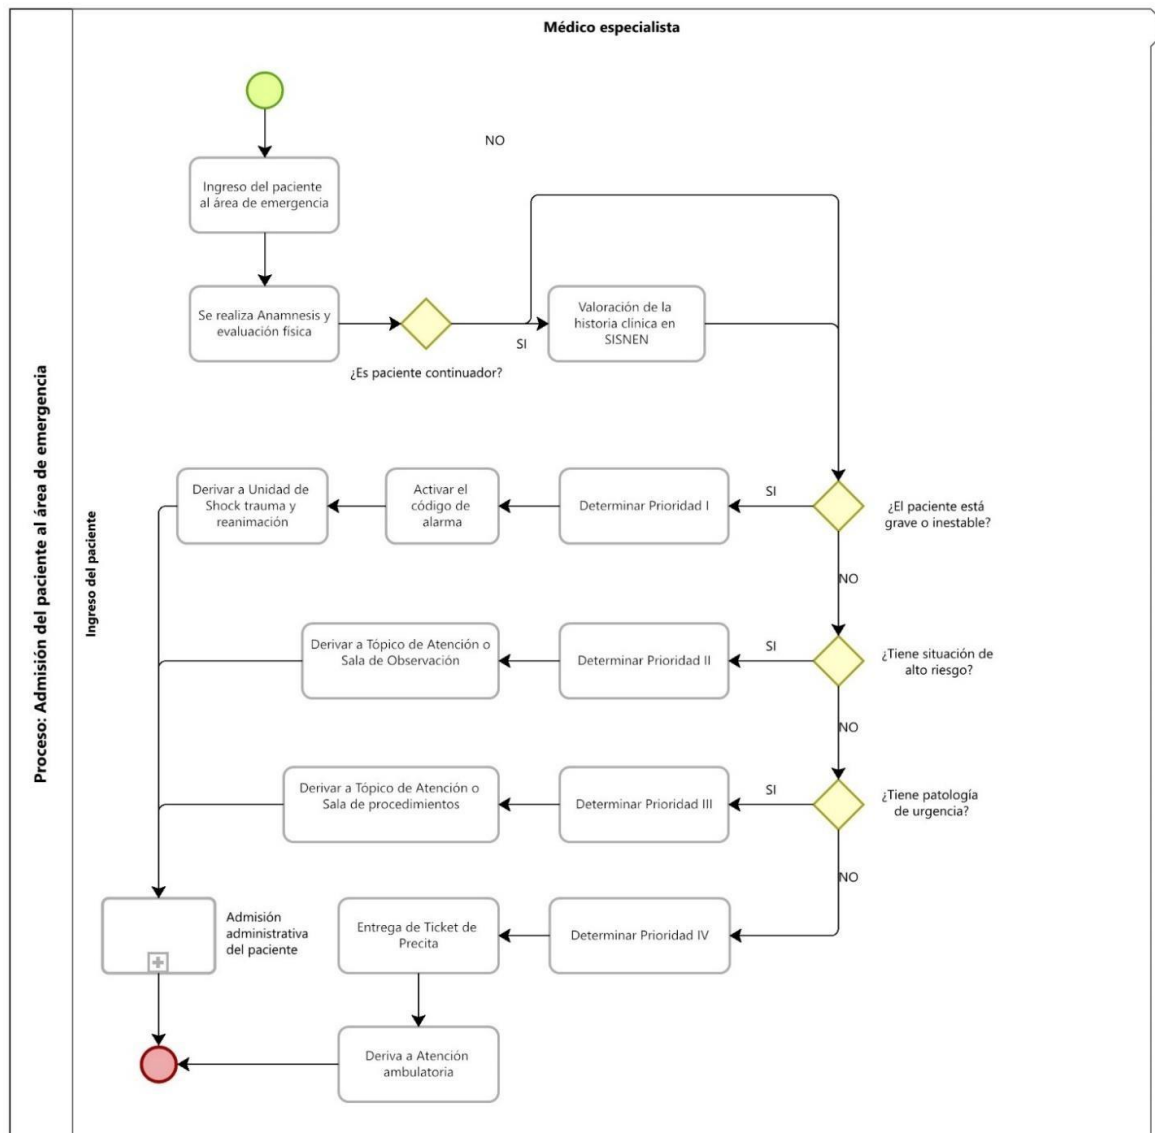 Médico especialista
Proceso: Admisión del paciente al área de emergencia
Ingreso del paciente
NO
Ingreso del paciente
al área de emergencia
Se realiza Anamnesis y
evaluación física
¿Es paciente continuador?
SI
Valoración de la
historia clínica en
SISNEN
Derivar a Unidad de
Shock trauma y
reanimación
Activar el
código de
alarma
Determinar Prioridad I
SI
¿El paciente está
grave o inestable?
NO
Derivar a Tópico de Atención o
Sala de Observación
Determinar Prioridad II
SI
¿Tiene situación de
alto riesgo?
NO
Derivar a Tópico de Atención o
Sala de procedimientos
Determinar Prioridad III
SI
¿Tiene patología
de urgencia?
NO
Admisión
administrativa
del paciente
Entrega de Ticket de
Precita
Determinar Prioridad IV
Deriva a Atención
ambulatoria